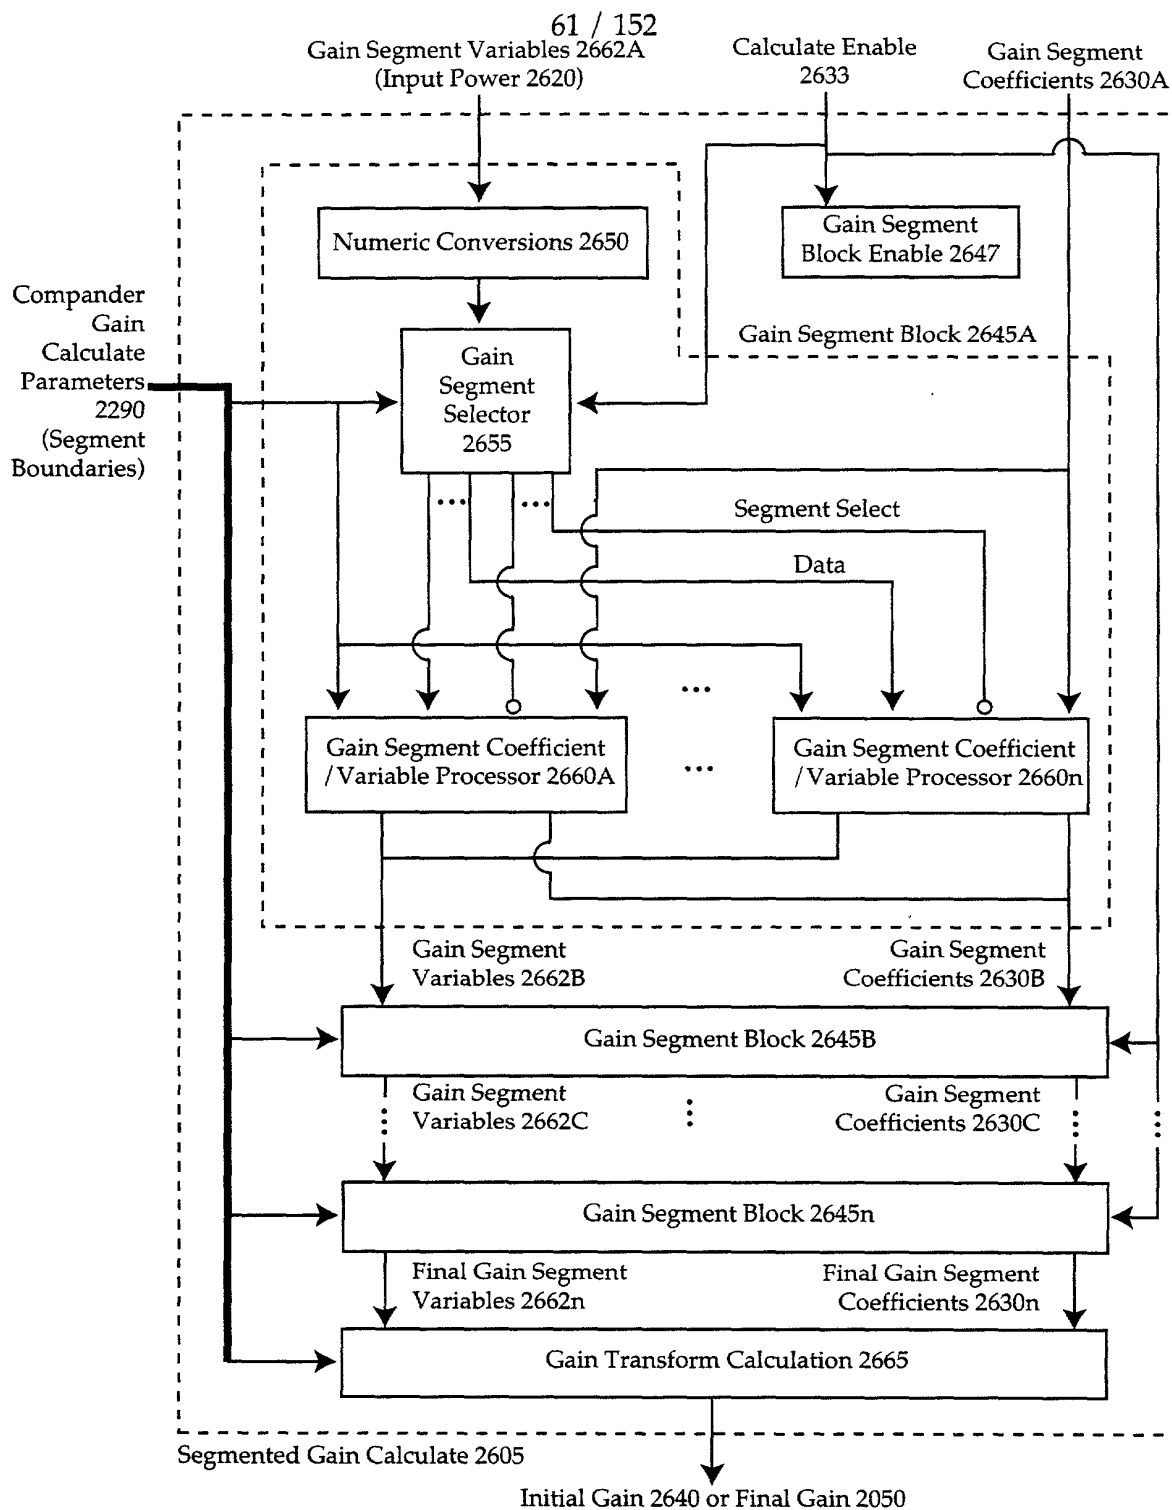 61 / 152
Gain Segment Variables 2662A
(Input Power 2620)
Calculate Enable
2633
Gain Segment
Coefficients 2630A
Numeric Conversions 2650
Gain Segment
Block Enable 2647
Compander
Gain
Calculate
Parameters
2290
(Segment
Boundaries)
Gain Segment Block 2645A
Gain
Segment
Selector
2655
Segment Select
Data
Gain Segment Coefficient
/Variable Processor 2660A
Gain Segment Coefficient
/Variable Processor 2660n
Gain Segment
Variables 2662B
Gain Segment
Coefficients 2630B
Gain Segment Block 2645B
Gain Segment
Variables 2662C
Gain Segment
Coefficients 2630C
Gain Segment Block 2645n
Final Gain Segment
Variables 2662n
Final Gain Segment
Coefficients 2630n
Gain Transform Calculation 2665
Segmented Gain Calculate 2605
Initial Gain 2640 or Final Gain 2050